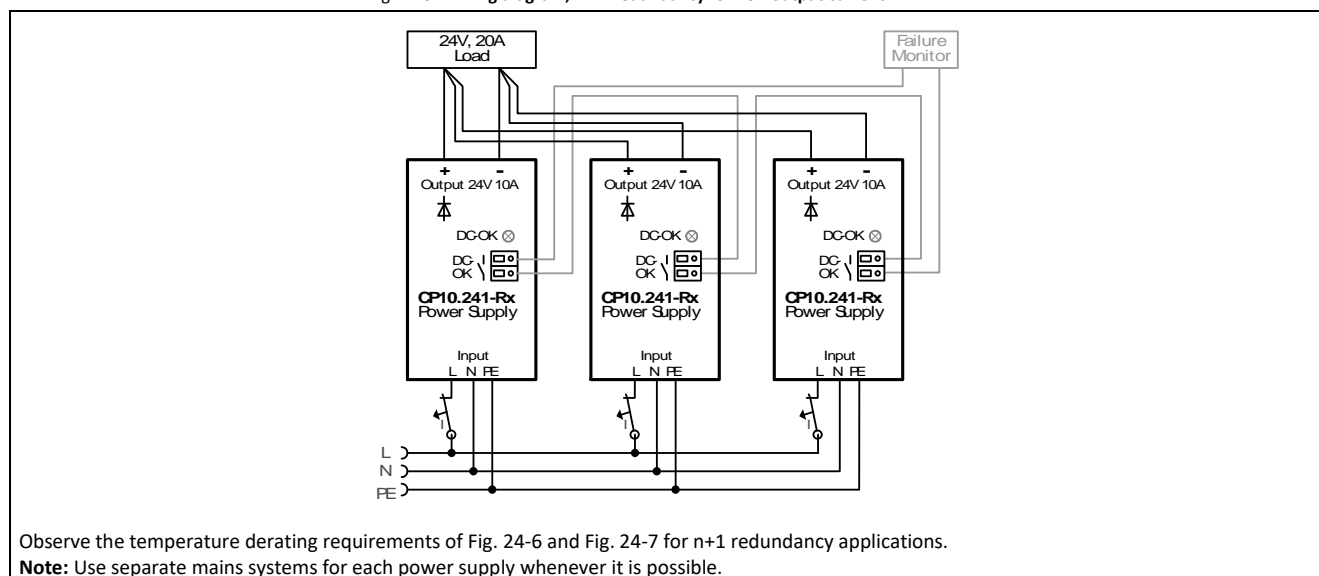 24V, 20A
Load
Failure
Monitor
+ -
Output 24V 10A
DC-OK
DC-
OK
CP10.241-Rx
Power Supply
Input
L N PE
I
+ -
Output 24V 10A
DC-OK
DC-
OK
CP10.241-Rx
Power Supply
Input
L N PE
I
+ -
Output 24V 10A
DC-OK
DC-
OK
CP10.241-Rx
Power Supply
Input
L N PE
I
L
N
PE
Observe the temperature derating requirements of Fig. 24-6 and Fig. 24-7 for n+1 redundancy applications.
Note: Use separate mains systems for each power supply whenever it is possible.